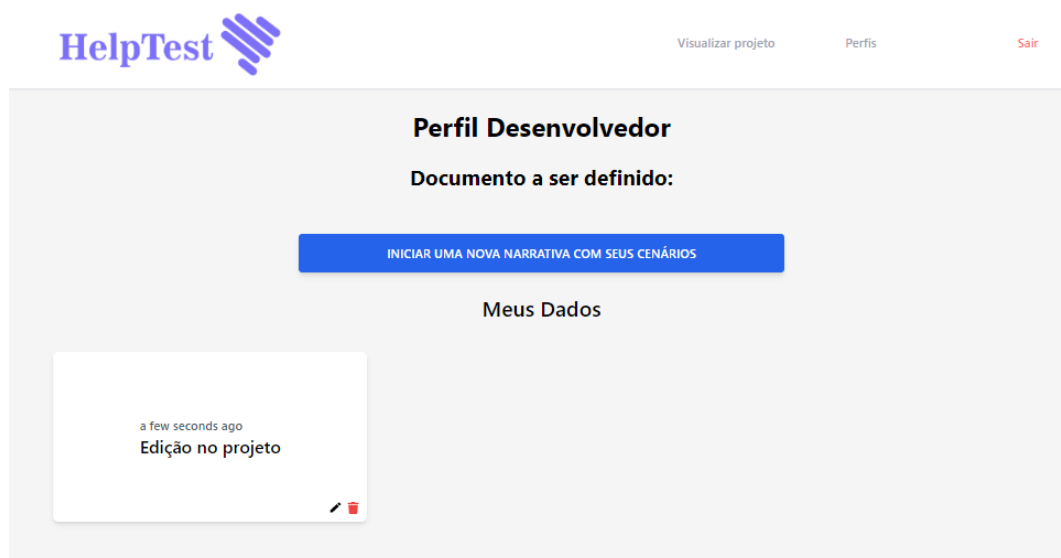 HelpTest
Visualizar projeto
Perfis
Sair
Perfil Desenvolvedor
Documento a ser definido:
INICIAR UMA NOVA NARRATIVA COM SEUS CENÁRIOS
Meus Dados
a few seconds ago
Edição no projeto